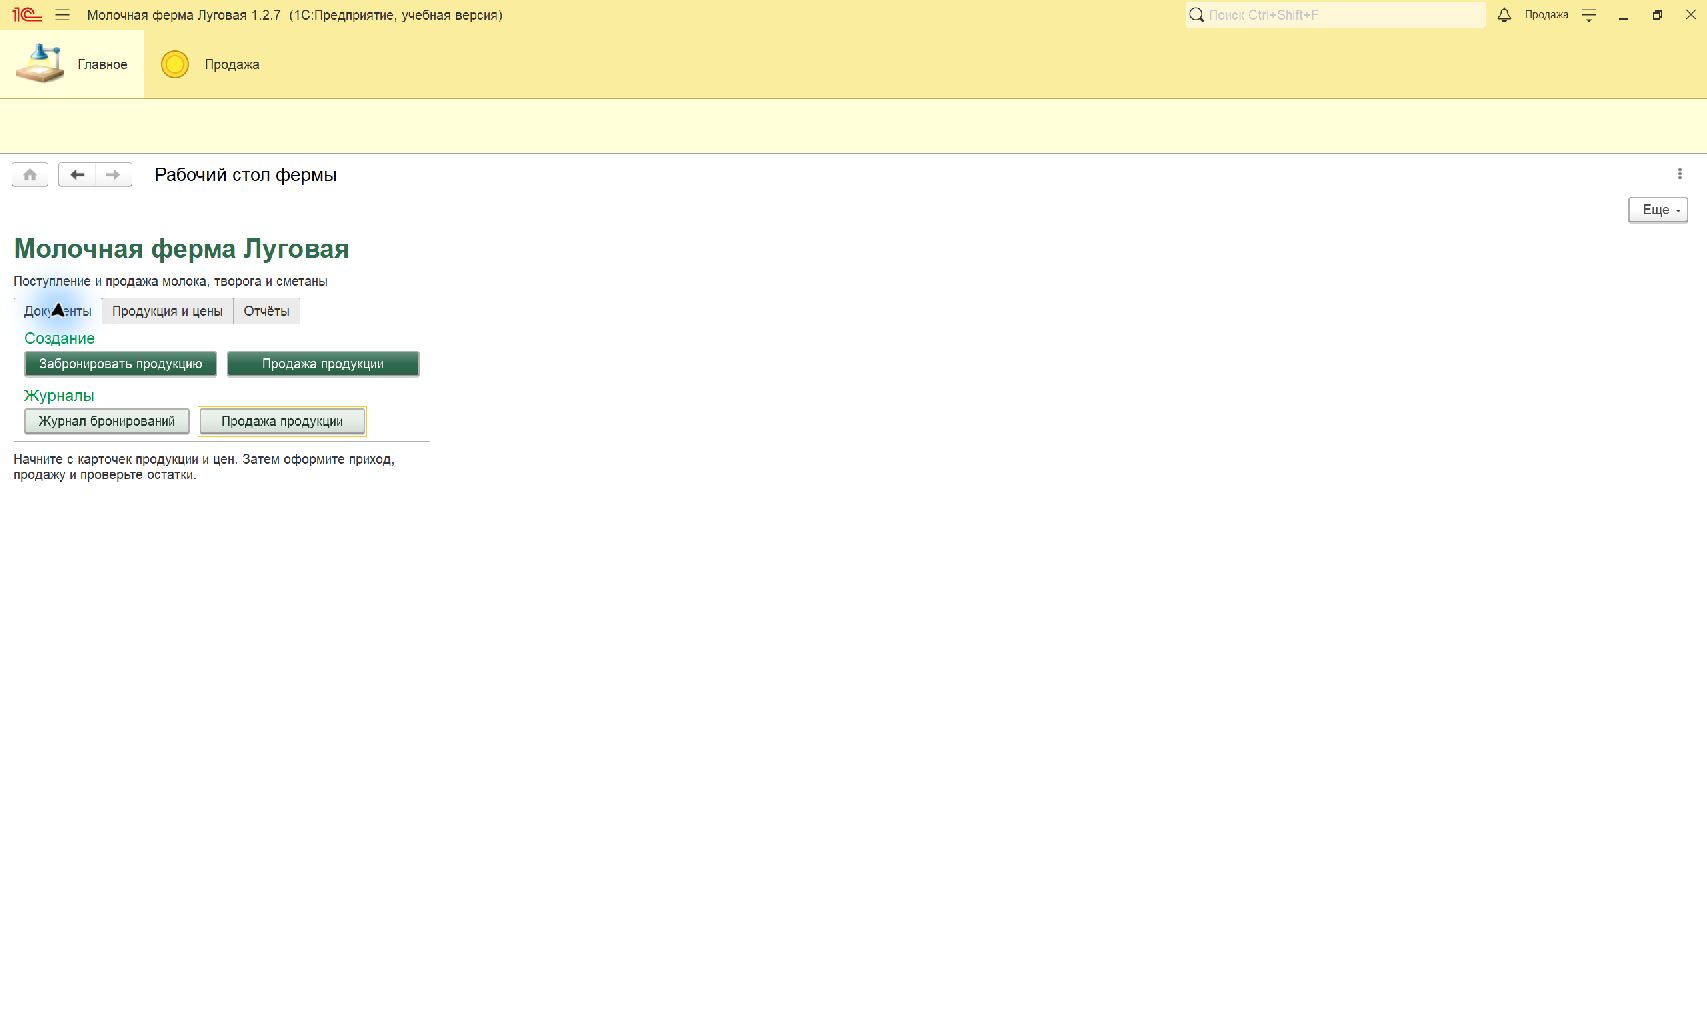 1С Молочная ферма Луговая 1.2.7 (1С:Предприятие, учебная версия) Поиск Ctrl+Shift+F Продажа
Главное Продажа
Рабочий стол фермы
Еще
Молочная ферма Луговая
Поступление и продажа молока, творога и сметаны
Документы Продукция и цены Отчёты
Создание
Забронировать продукцию Продажа продукции
Журналы
Журнал бронирований Продажа продукции
Начните с карточек продукции и цен. Затем оформите приход,
продажу и проверьте остатки.